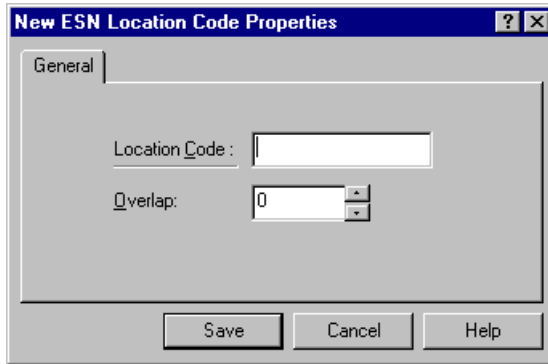 New ESN Location Code Properties
General
Location Code :
Overlap: 0
Save Cancel Help